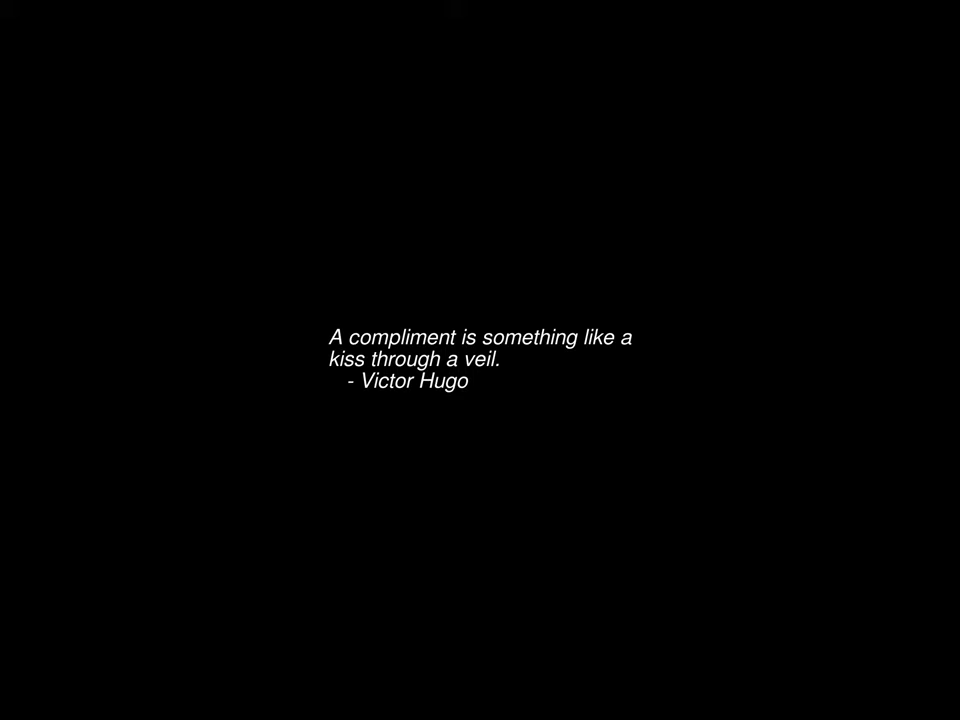 A compliment is something like a
kiss through a veil.
- Victor Hugo